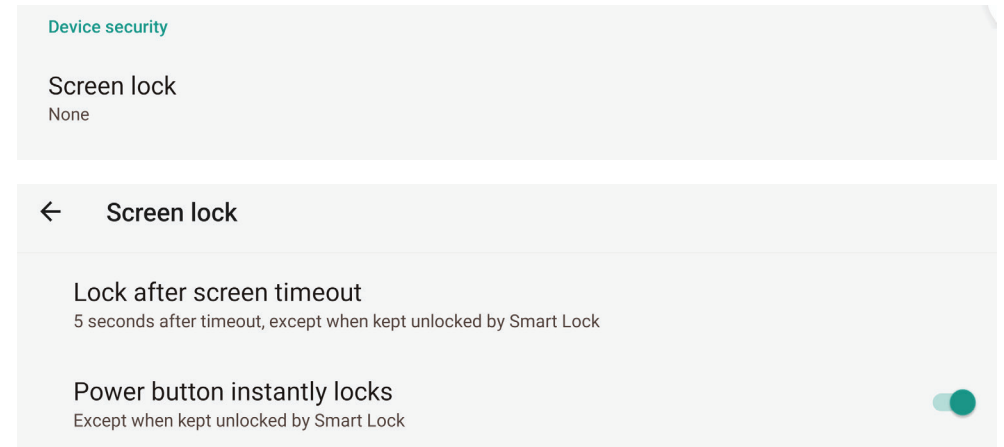 Device security
Screen lock
None
Screen lock
Lock after screen timeout
5 seconds after timeout, except when kept unlocked by Smart Lock
Power button instantly locks
Except when kept unlocked by Smart Lock